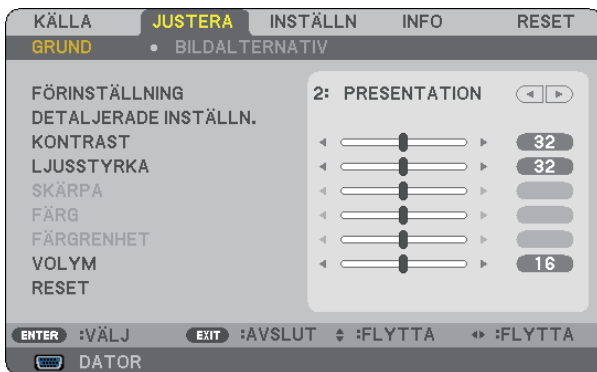 KÄLLA JUSTERA INSTÄLLN INFO RESET
GRUND • BILDALTERNATIV
FÖRINSTÄLLNING 2: PRESENTATION
DETALJERADE INSTÄLLN.
KONTRAST 32
LJUSSTYRKA 32
SKÄRPA
FÄRG
FÄRGRENHET
VOLYM 16
RESET
ENTER :VÄLJ EXIT :AVSLUT :FLYTTA :FLYTTA
DATOR